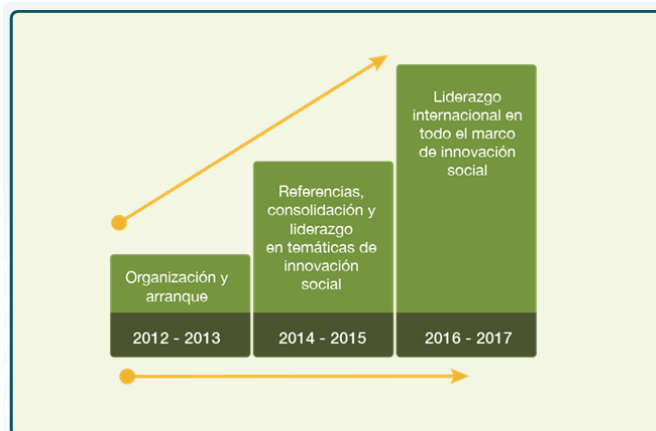 Organización y
arranque
2012 - 2013
Referencias,
consolidación y
liderazgo
en temáticas de
innovación
social
2014 - 2015
Liderazgo
internacional en
todo el marco
de innovación
social
2016 - 2017